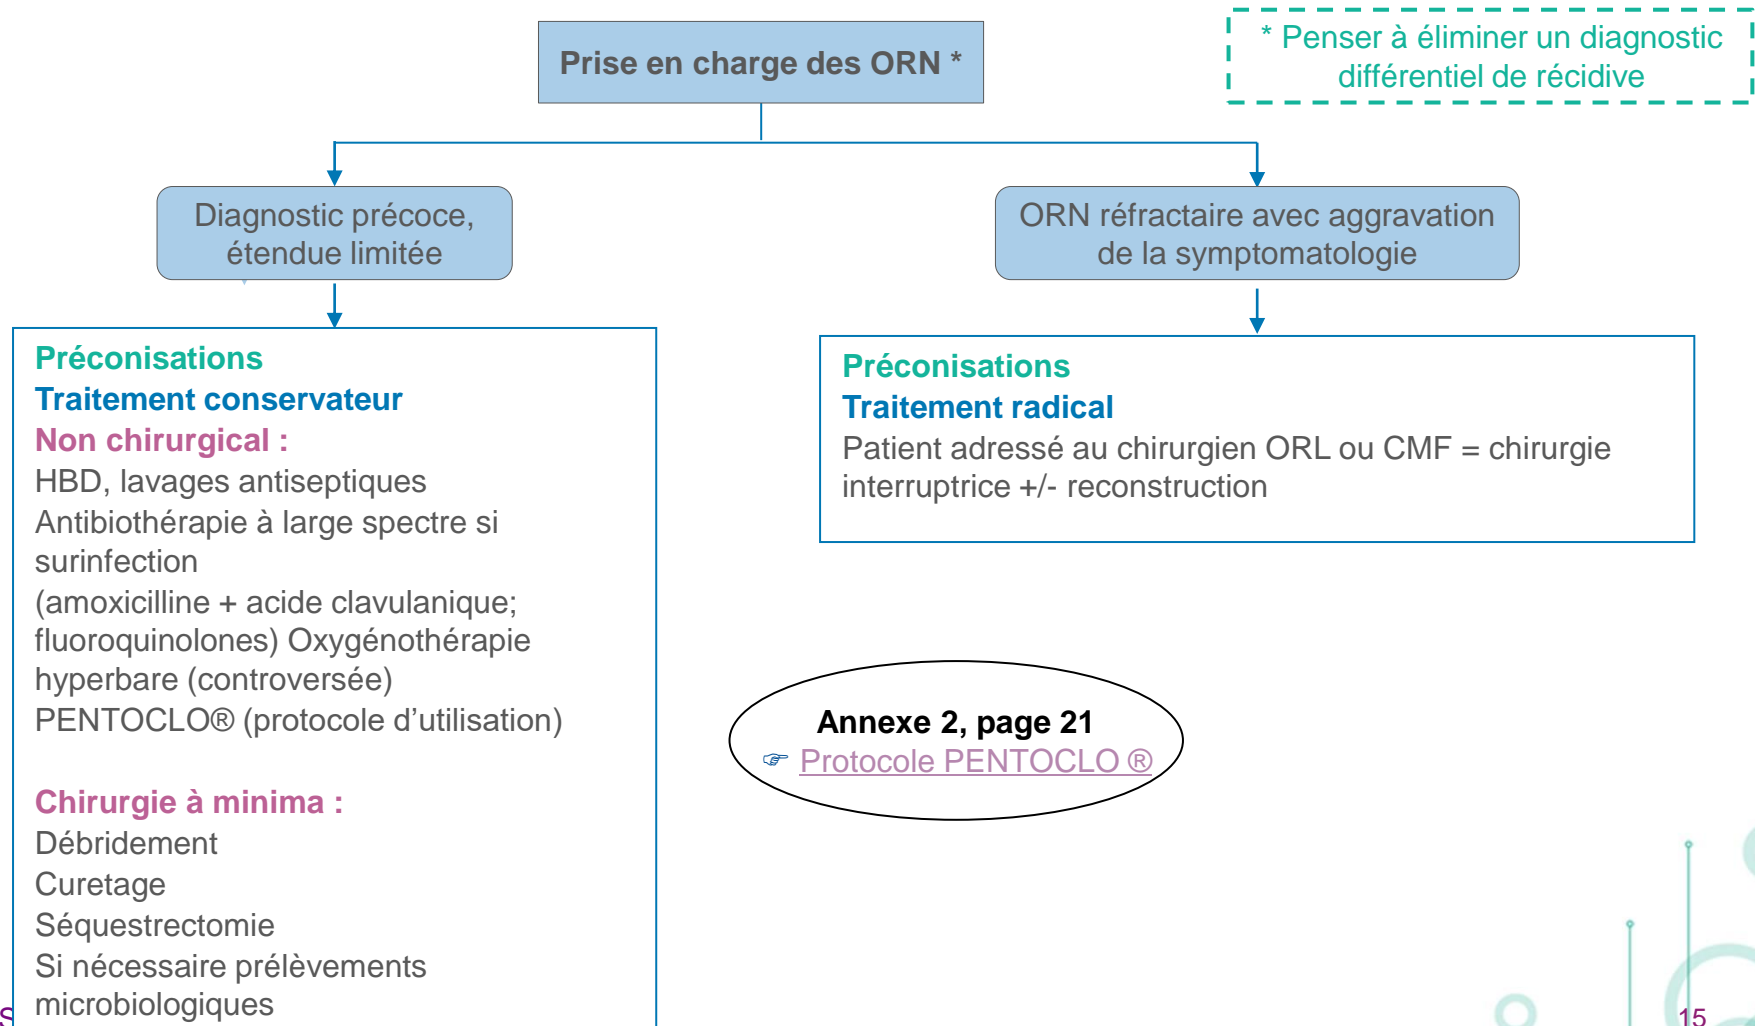 Prise en charge des ORN *
* Penser à éliminer un diagnostic
différentiel de récidive
Diagnostic précoce,
étendue limitée
ORN réfractaire avec aggravation
de la symptomatologie
Préconisations
Traitement conservateur
Non chirurgical :
HBD, lavages antiseptiques
Antibiothérapie à large spectre si
surinfection
(amoxicilline + acide clavulanique;
fluoroquinolones) Oxygénothérapie
hyperbare (controversée)
PENTOCLO® (protocole d’utilisation)
Chirurgie à minima :
Débridement
Curetage
Séquestrectomie
Si nécessaire prélèvements
microbiologiques
Préconisations
Traitement radical
Patient adressé au chirurgien ORL ou CMF = chirurgie
interruptrice +/- reconstruction
Annexe 2, page 21
☞ Protocole PENTOCLO ®
15